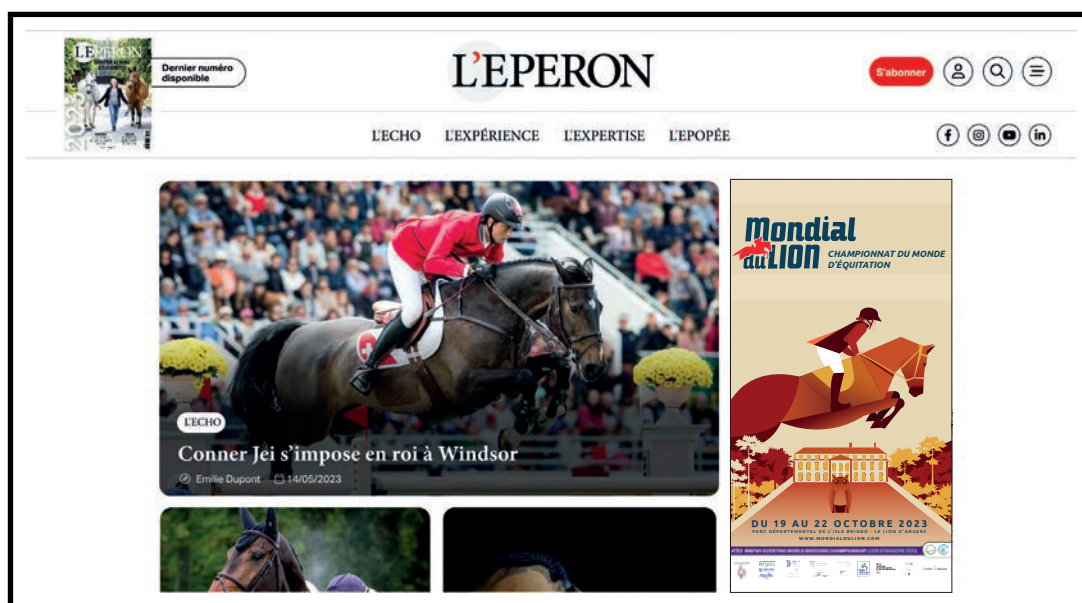 L'EPERON
2023
Dernier numéro
disponible
L'EPERON
S'abonner
L'ECHO L'EXPÉRIENCE L'EXPERTISE L'EPOPÉE
L'ECHO
Conner Jei s'impose en roi à Windsor
Emilie Dupont 14/05/2023
Mondial
du LION
CHAMPIONNAT DU MONDE
D'ÉQUITATION
DU 19 AU 22 OCTOBRE 2023
PARC DÉPARTEMENTAL DE L'ISLE BRIAND - LE LION D'ANGERS
WWW.MONDIALDULION.COM